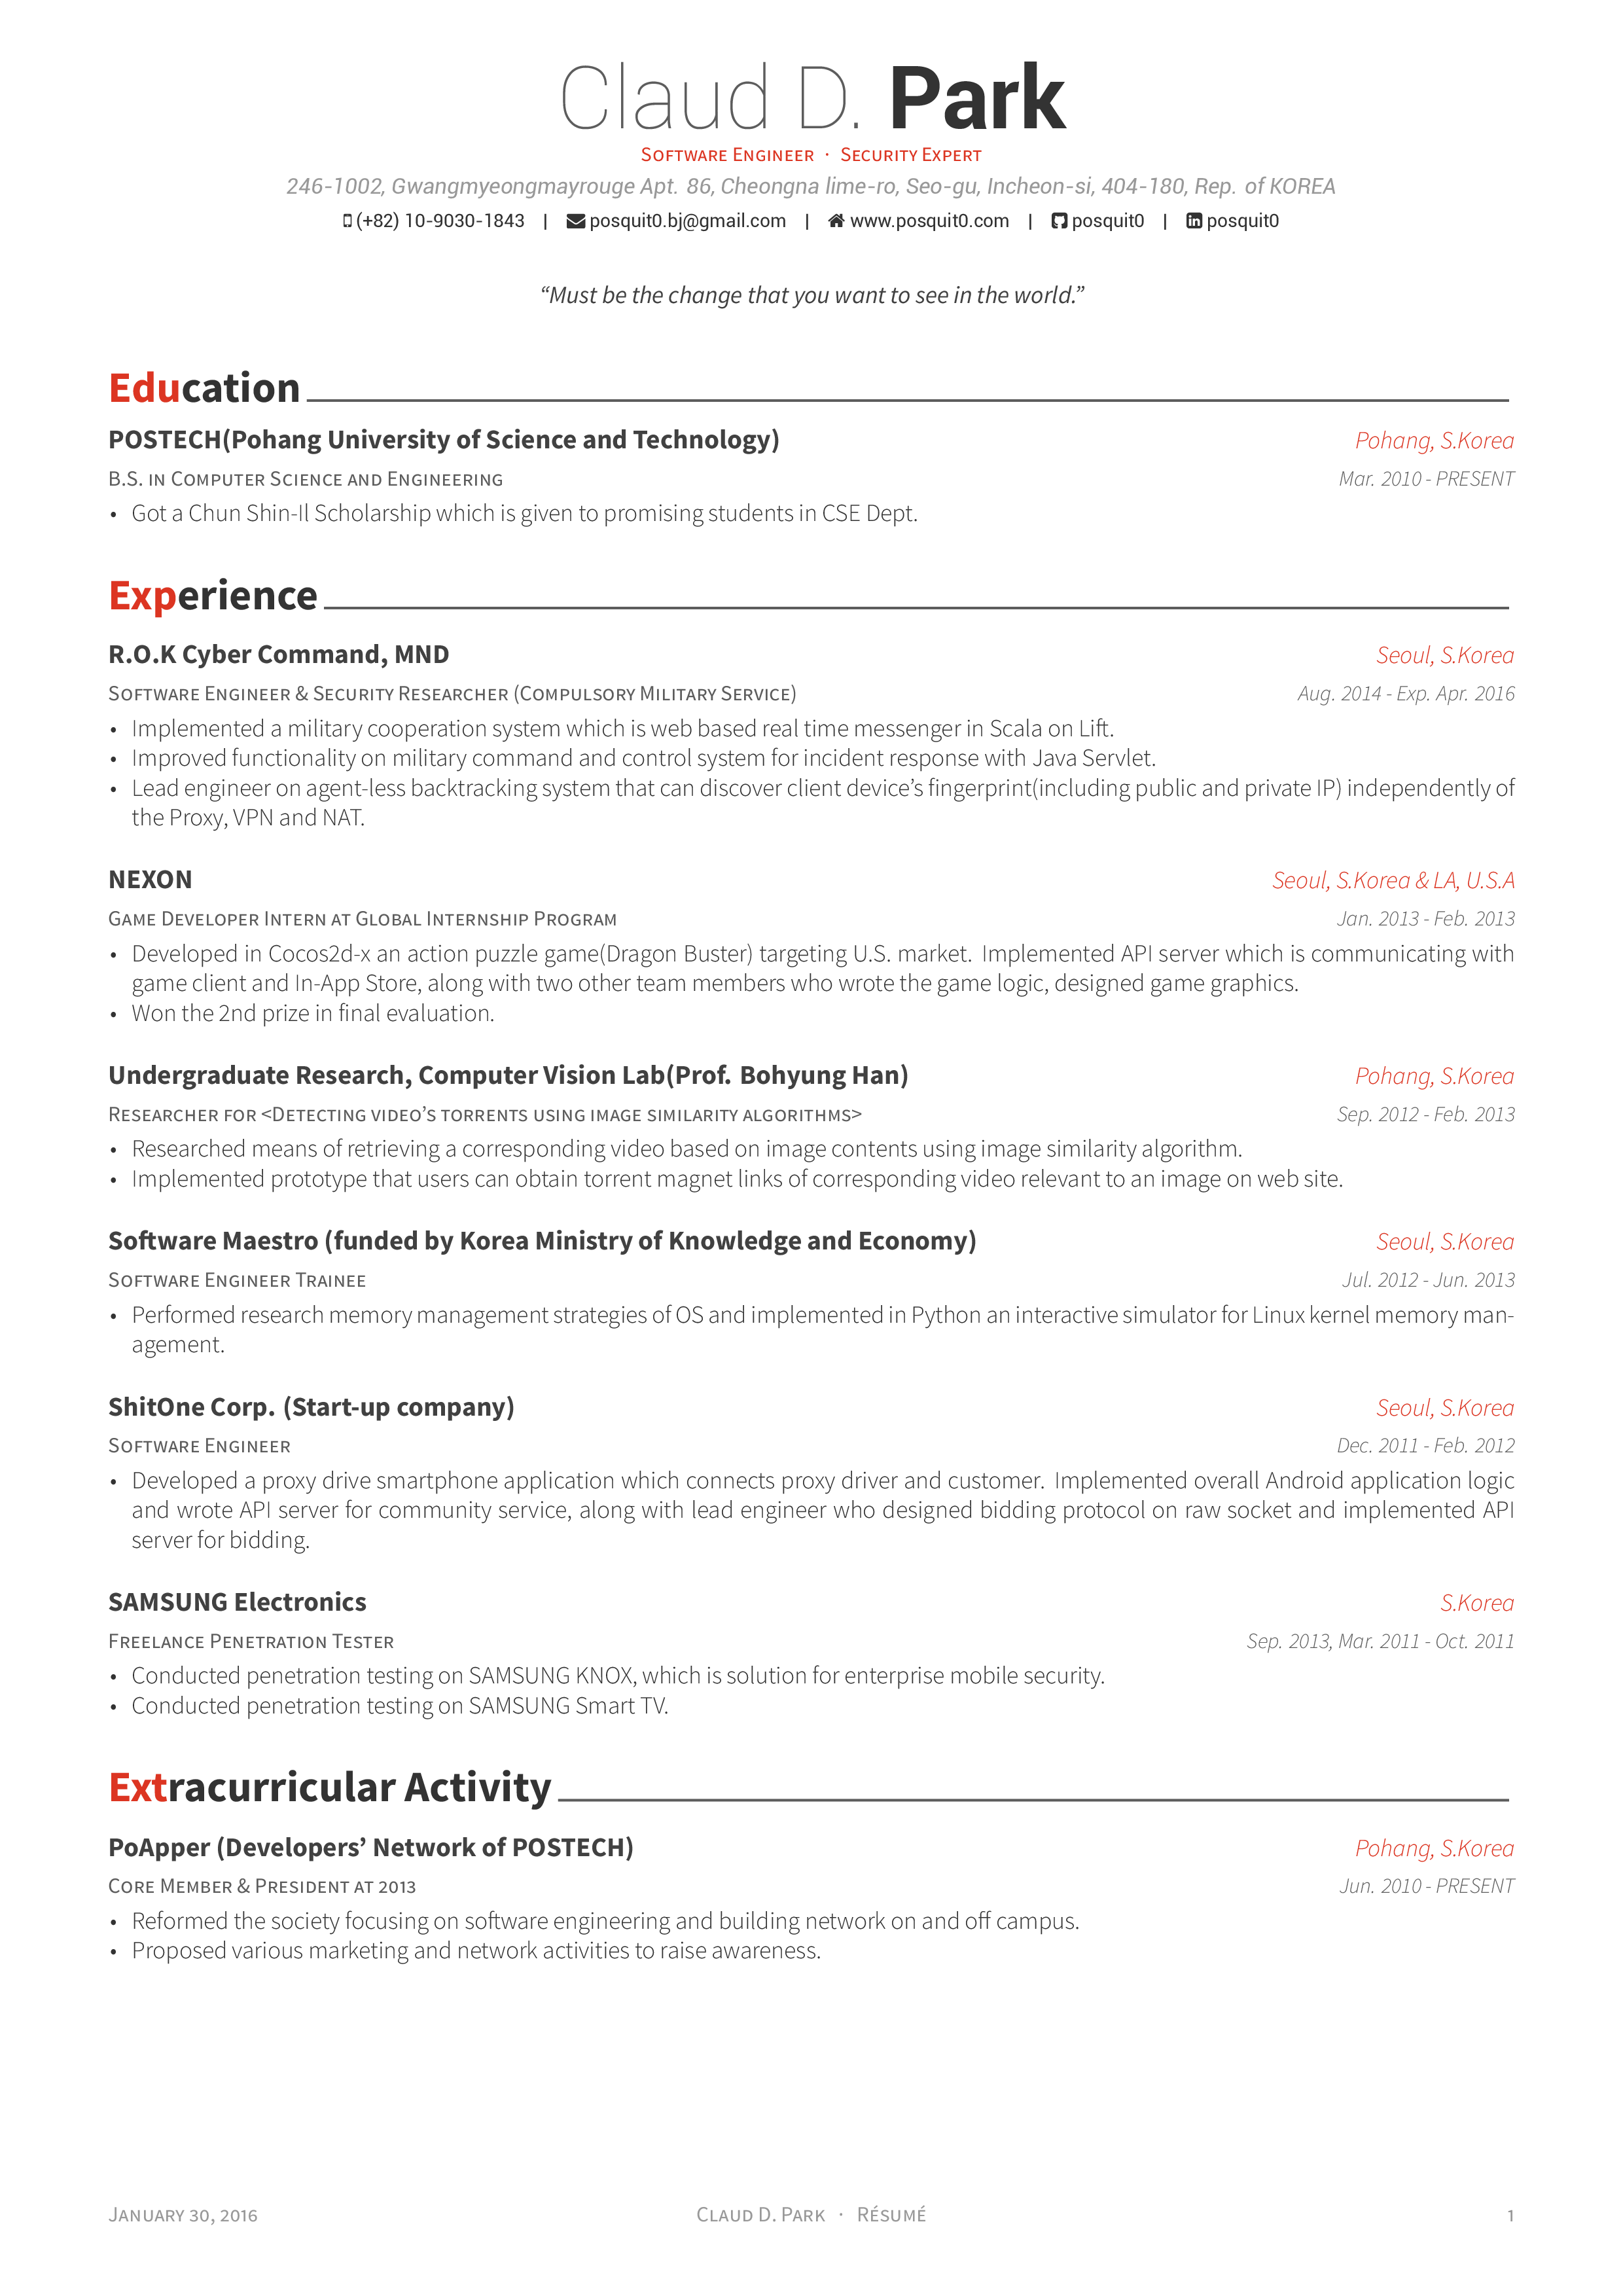 Claud D. Park
Software Engineer · Security Expert
246-1002, Gwangmyeongmayrouge Apt. 86, Cheongna lime-ro, Seo-gu, Incheon-si, 404-180, Rep. of KOREA
(+82) 10-9030-1843 | posquit0.bj@gmail.com | www.posquit0.com | posquit0 | posquit0
“Must be the change that you want to see in the world.”
Education
POSTECH(Pohang University of Science and Technology) Pohang, S.Korea
B.S. in Computer Science and Engineering Mar. 2010 - PRESENT
• Got a Chun Shin-Il Scholarship which is given to promising students in CSE Dept.
Experience
R.O.K Cyber Command, MND Seoul, S.Korea
Software Engineer & Security Researcher (Compulsory Military Service) Aug. 2014 - Exp. Apr. 2016
• Implemented a military cooperation system which is web based real time messenger in Scala on Lift.
• Improved functionality on military command and control system for incident response with Java Servlet.
• Lead engineer on agent-less backtracking system that can discover client device’s fingerprint(including public and private IP) independently of
the Proxy, VPN and NAT.
NEXON Seoul, S.Korea & LA, U.S.A
Game Developer Intern at Global Internship Program Jan. 2013 - Feb. 2013
• Developed in Cocos2d-x an action puzzle game(Dragon Buster) targeting U.S. market. Implemented API server which is communicating with
game client and In-App Store, along with two other team members who wrote the game logic, designed game graphics.
• Won the 2nd prize in final evaluation.
Undergraduate Research, Computer Vision Lab(Prof. Bohyung Han) Pohang, S.Korea
Researcher for <Detecting video’s torrents using image similarity algorithms> Sep. 2012 - Feb. 2013
• Researched means of retrieving a corresponding video based on image contents using image similarity algorithm.
• Implemented prototype that users can obtain torrent magnet links of corresponding video relevant to an image on web site.
Software Maestro (funded by Korea Ministry of Knowledge and Economy) Seoul, S.Korea
Software Engineer Trainee Jul. 2012 - Jun. 2013
• Performed research memory management strategies of OS and implemented in Python an interactive simulator for Linux kernel memory man-
agement.
ShitOne Corp. (Start-up company) Seoul, S.Korea
Software Engineer Dec. 2011 - Feb. 2012
• Developed a proxy drive smartphone application which connects proxy driver and customer. Implemented overall Android application logic
and wrote API server for community service, along with lead engineer who designed bidding protocol on raw socket and implemented API
server for bidding.
SAMSUNG Electronics S.Korea
Freelance Penetration Tester Sep. 2013, Mar. 2011 - Oct. 2011
• Conducted penetration testing on SAMSUNG KNOX, which is solution for enterprise mobile security.
• Conducted penetration testing on SAMSUNG Smart TV.
Extracurricular Activity
PoApper (Developers’ Network of POSTECH) Pohang, S.Korea
Core Member & President at 2013 Jun. 2010 - PRESENT
• Reformed the society focusing on software engineering and building network on and off campus.
• Proposed various marketing and network activities to raise awareness.
January 30, 2016 Claud D. Park · Résumé 1